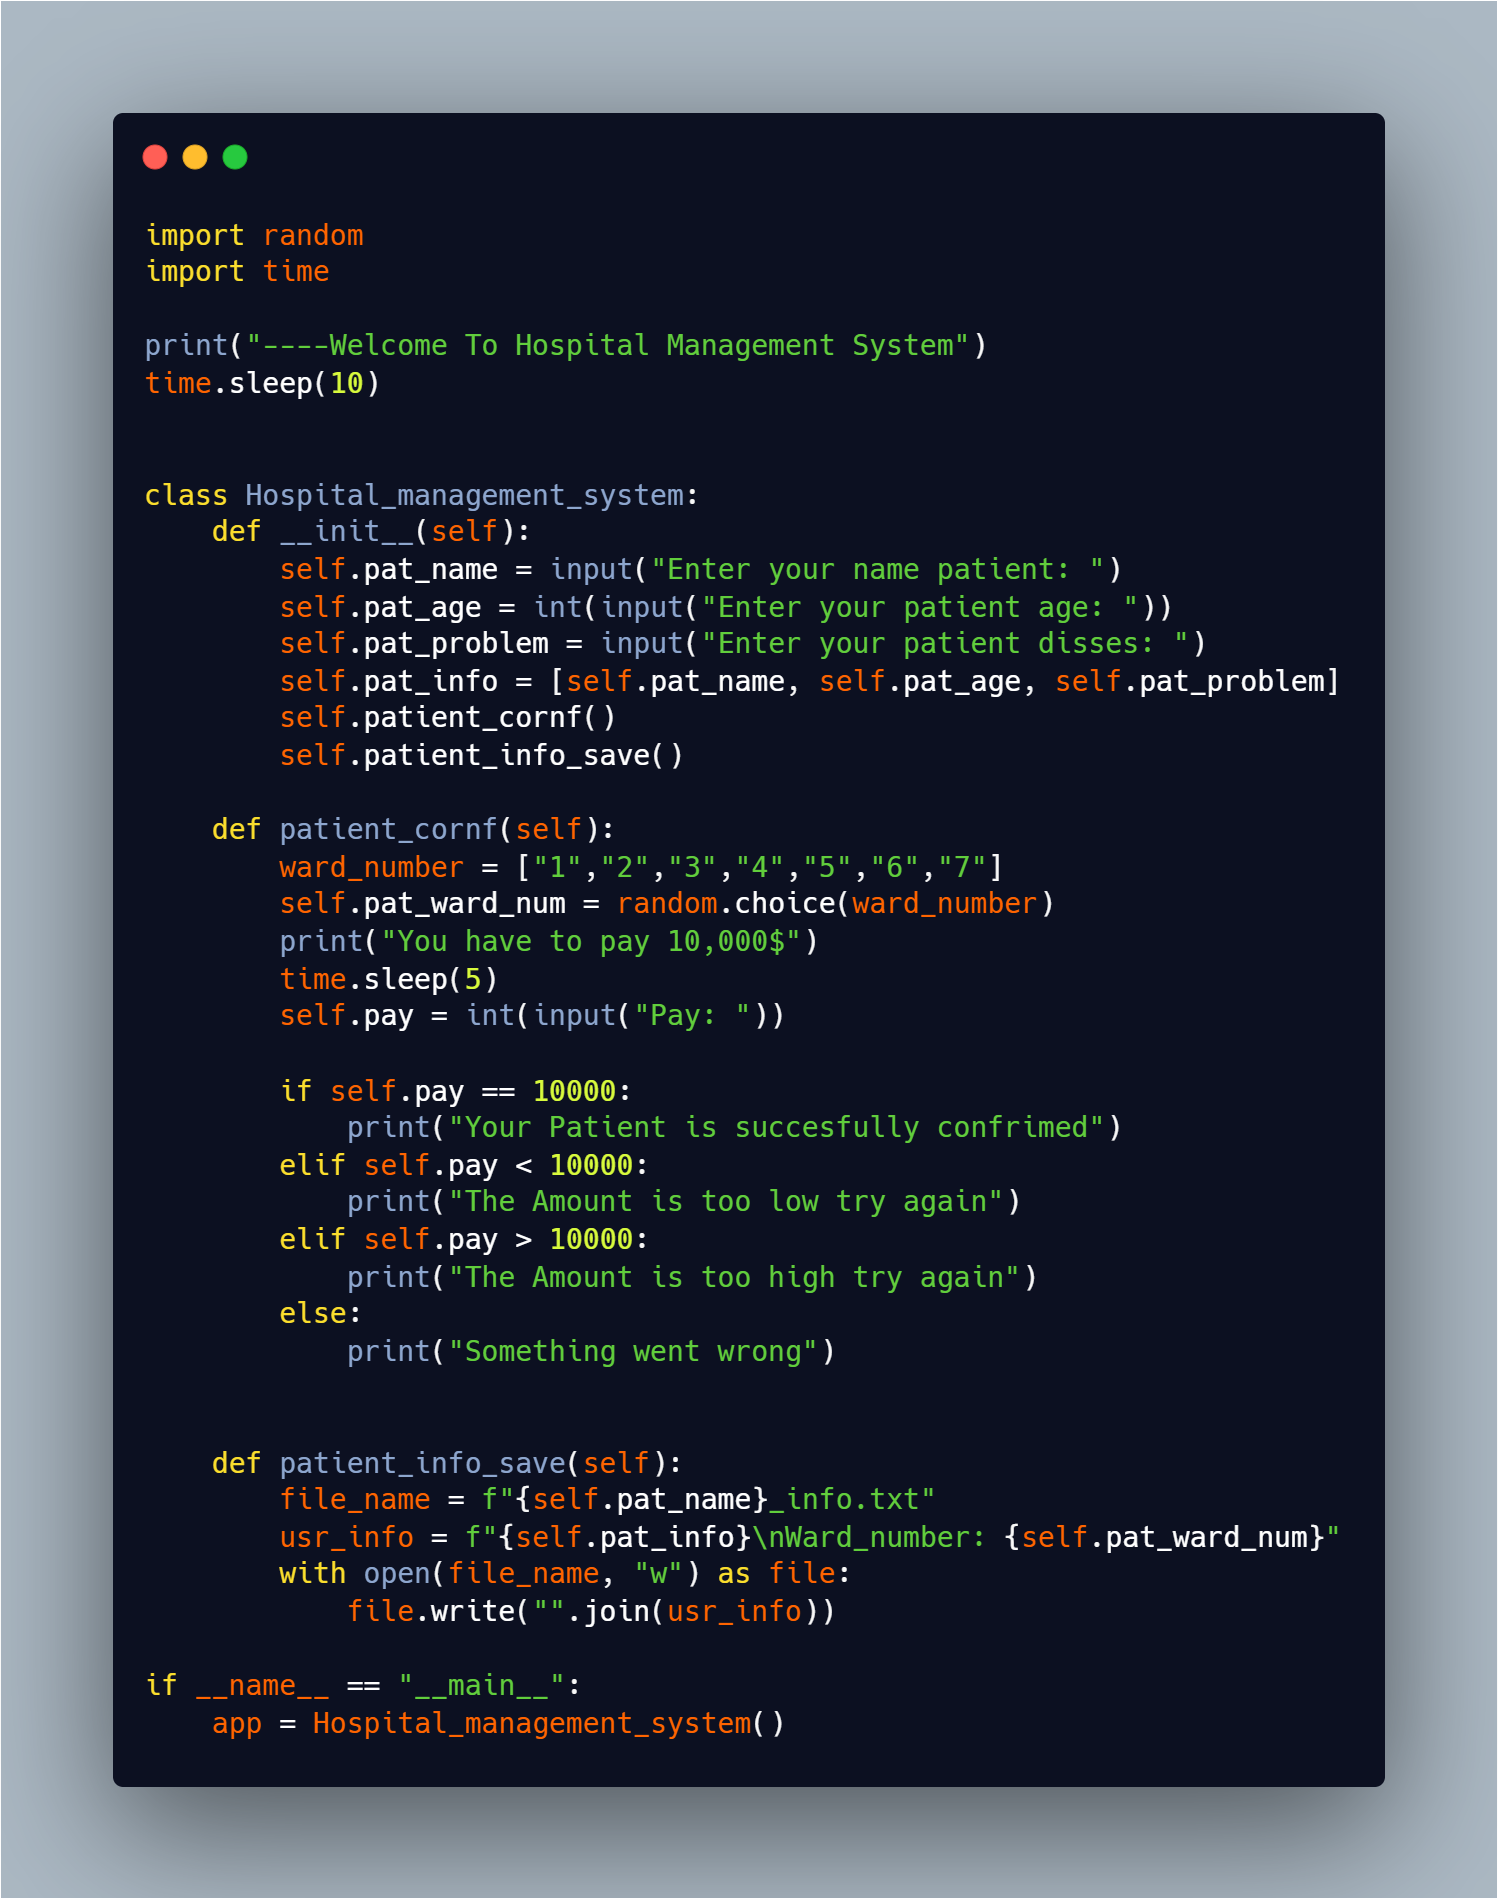 import random
import time
print("----Welcome To Hospital Management System")
time.sleep(10)
class Hospital_management_system:
    def __init__(self):
        self.pat_name = input("Enter your name patient: ")
        self.pat_age = int(input("Enter your patient age: "))
        self.pat_problem = input("Enter your patient disses: ")
        self.pat_info = [self.pat_name, self.pat_age, self.pat_problem]
        self.patient_cornf()
        self.patient_info_save()
    def patient_cornf(self):
        ward_number = ["1","2","3","4","5","6","7"]
        self.pat_ward_num = random.choice(ward_number)
        print("You have to pay 10,000$")
        time.sleep(5)
        self.pay = int(input("Pay: "))
        if self.pay == 10000:
            print("Your Patient is succesfully confrimed")
        elif self.pay < 10000:
            print("The Amount is too low try again")
        elif self.pay > 10000:
            print("The Amount is too high try again")
        else:
            print("Something went wrong")
    def patient_info_save(self):
        file_name = f"{self.pat_name}_info.txt"
        usr_info = f"{self.pat_info}\nWard_number: {self.pat_ward_num}"
        with open(file_name, "w") as file:
            file.write("".join(usr_info))
if __name__ == "__main__":
    app = Hospital_management_system()